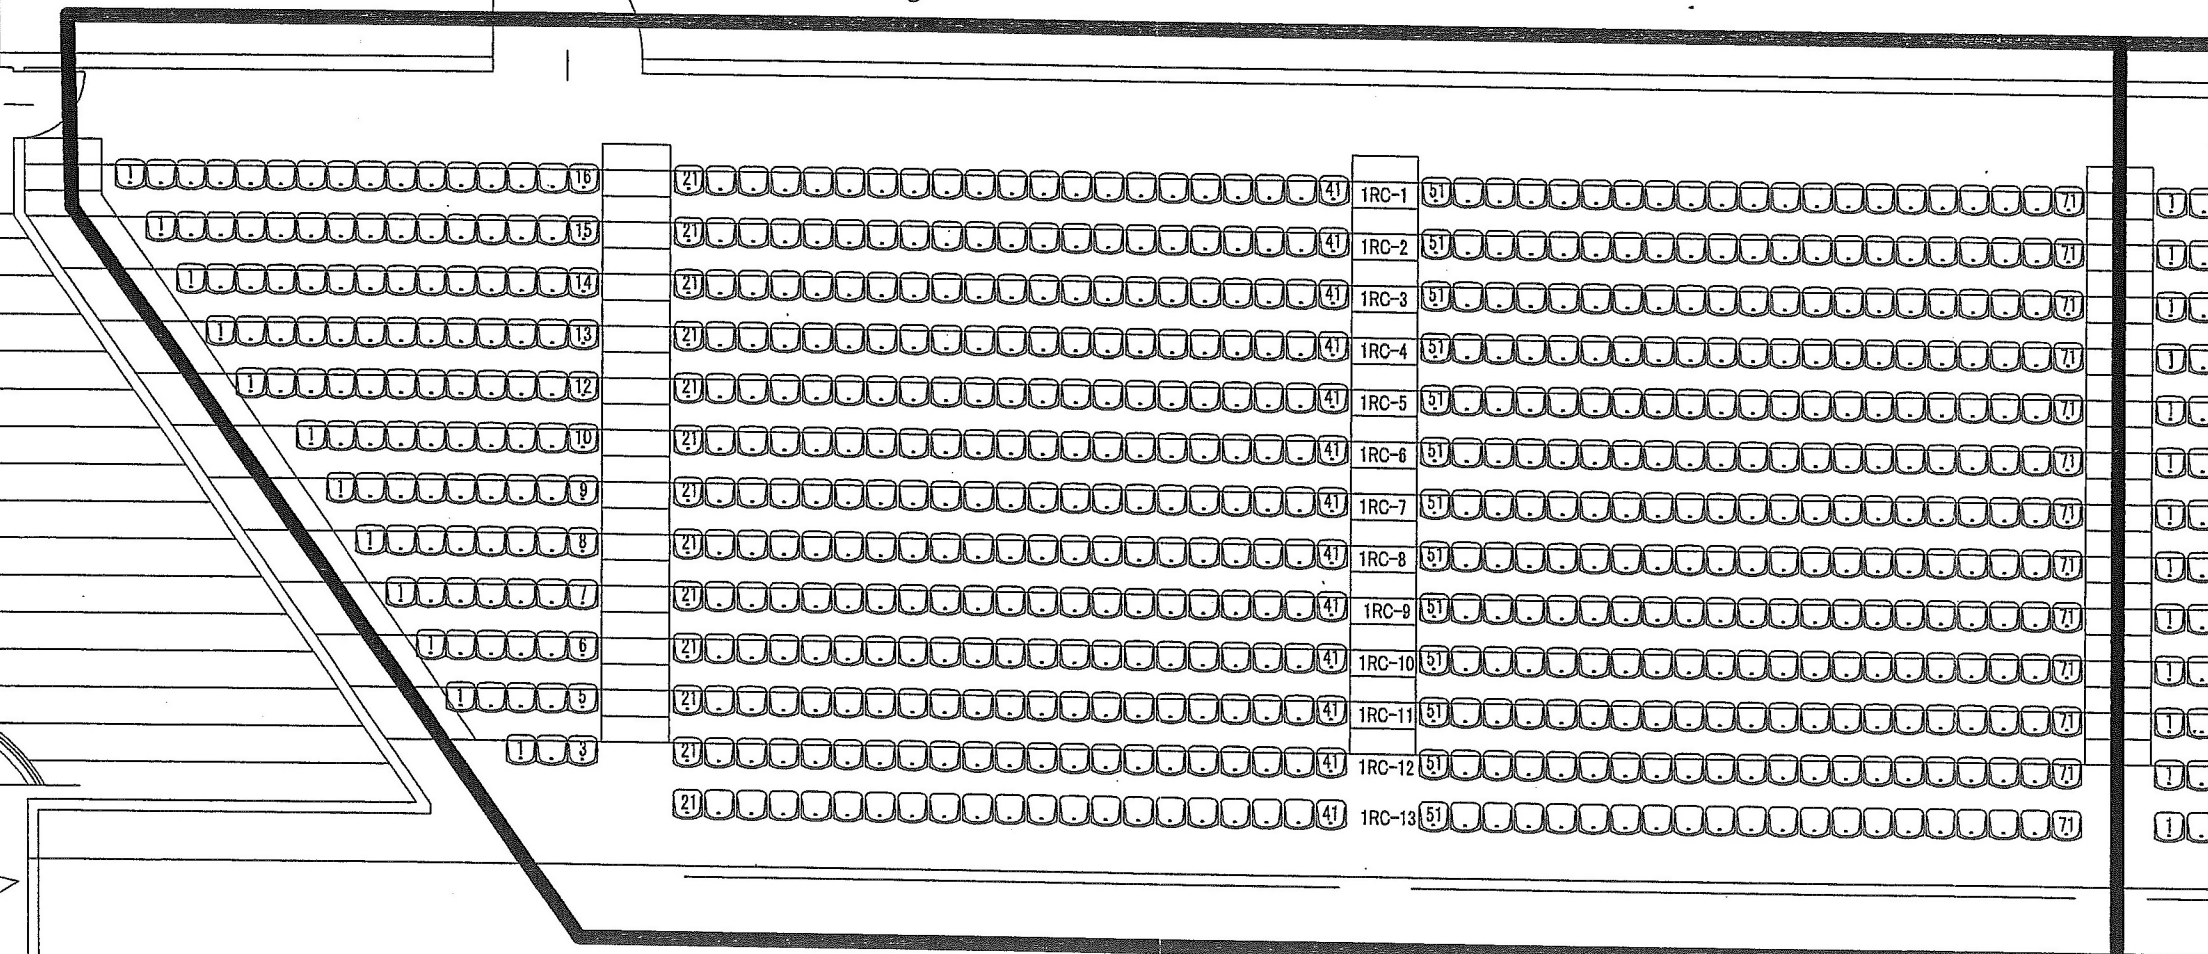 1 16 21 41 1RC-1 51 71 1
1 15 21 41 1RC-2 51 71 1
1 14 21 41 1RC-3 51 71 1
1 13 21 41 1RC-4 51 71 1
1 12 21 41 1RC-5 51 71 1
1 10 21 41 1RC-6 51 71 1
1 9 21 41 1RC-7 51 71 1
1 8 21 41 1RC-8 51 71 1
1 7 21 41 1RC-9 51 71 1
1 6 21 41 1RC-10 51 71 1
1 5 21 41 1RC-11 51 71 1
1 3 21 41 1RC-12 51 71 1
21 41 1RC-13 51 71 1